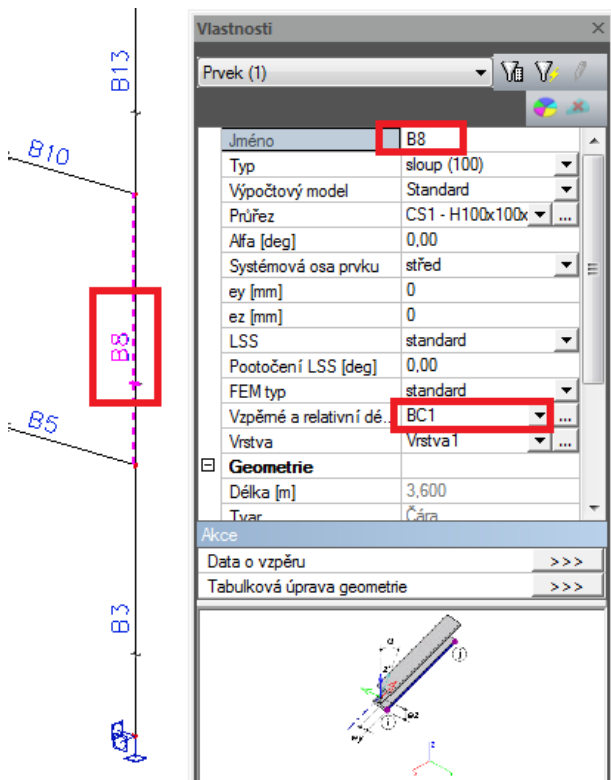 Vlastnosti
Prvek (1)
Jméno B8
Typ sloup (100)
Výpočtový model Standard
Průřez CS1 - H100x100x ...
Alfa [deg] 0,00
Systémová osa prvku střed
ey [mm] 0
ez [mm] 0
LSS standard
Pootočení LSS [deg] 0,00
FEM typ standard
Vzpěrné a relativní dé... BC1 ...
Vrstva Vrstva1 ...
Geometrie
Délka [m] 3,600
Tvar Čára
Akce
Data o vzpěru >>>
Tabulková úprava geometrie >>>
B13
B10
B8
B5
B3
α
z
j
i
ey
ez
z